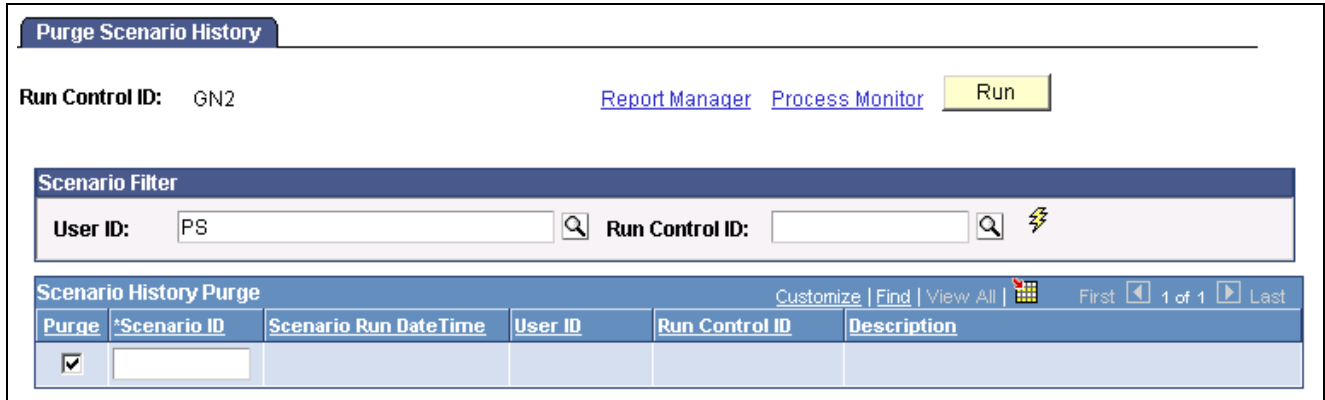 Purge Scenario History
Run Control ID: GN2 Report Manager Process Monitor Run
Scenario Filter
User ID: PS Run Control ID:
Scenario History Purge Customize | Find | View All | First 1 of 1 Last
Purge *Scenario ID Scenario Run DateTime User ID Run Control ID Description